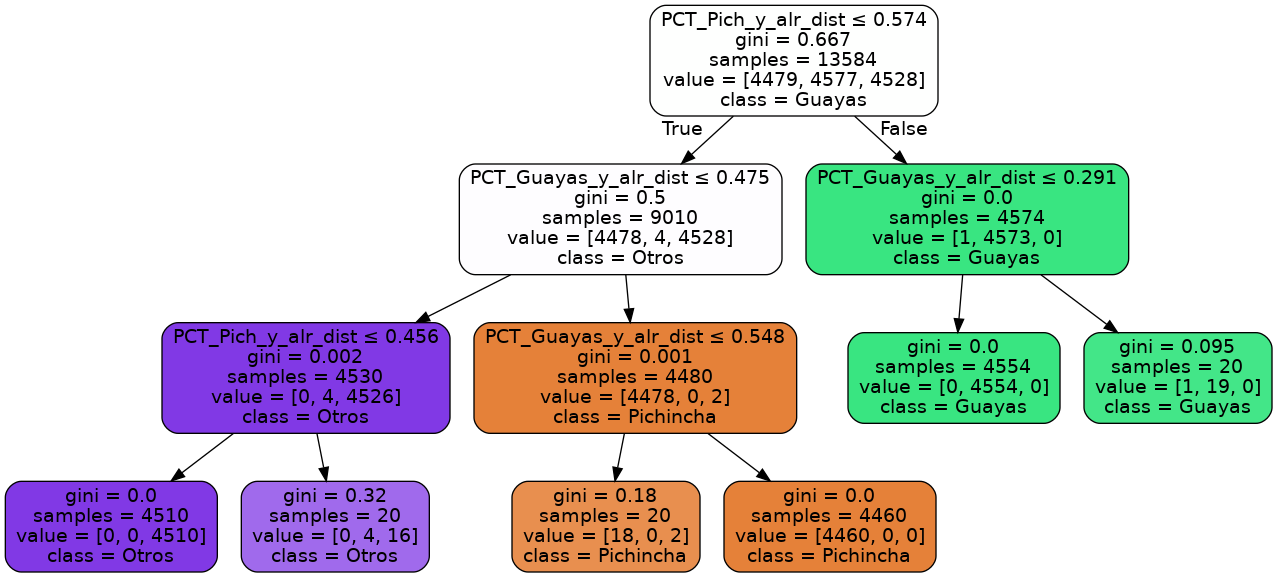 PCT_Pich_y_alr_dist ≤ 0.574
gini = 0.667
samples = 13584
value = [4479, 4577, 4528]
class = Guayas
True
False
PCT_Guayas_y_alr_dist ≤ 0.475
gini = 0.5
samples = 9010
value = [4478, 4, 4528]
class = Otros
PCT_Guayas_y_alr_dist ≤ 0.291
gini = 0.0
samples = 4574
value = [1, 4573, 0]
class = Guayas
PCT_Pich_y_alr_dist ≤ 0.456
gini = 0.002
samples = 4530
value = [0, 4, 4526]
class = Otros
PCT_Guayas_y_alr_dist ≤ 0.548
gini = 0.001
samples = 4480
value = [4478, 0, 2]
class = Pichincha
gini = 0.0
samples = 4554
value = [0, 4554, 0]
class = Guayas
gini = 0.095
samples = 20
value = [1, 19, 0]
class = Guayas
gini = 0.0
samples = 4510
value = [0, 0, 4510]
class = Otros
gini = 0.32
samples = 20
value = [0, 4, 16]
class = Otros
gini = 0.18
samples = 20
value = [18, 0, 2]
class = Pichincha
gini = 0.0
samples = 4460
value = [4460, 0, 0]
class = Pichincha